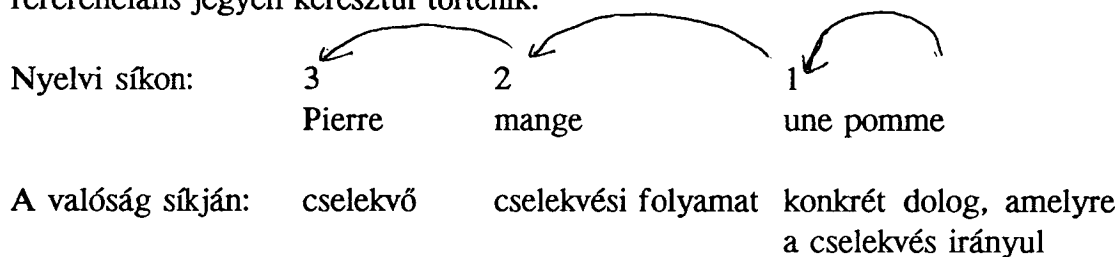 referenciális jegyén keresztül történik.
Nyelvi síkon: 3 2 1
Pierre mange une pomme
A valóság síkján: cselekvő cselekvési folyamat konkrét dolog, amelyre
a cselekvés irányul